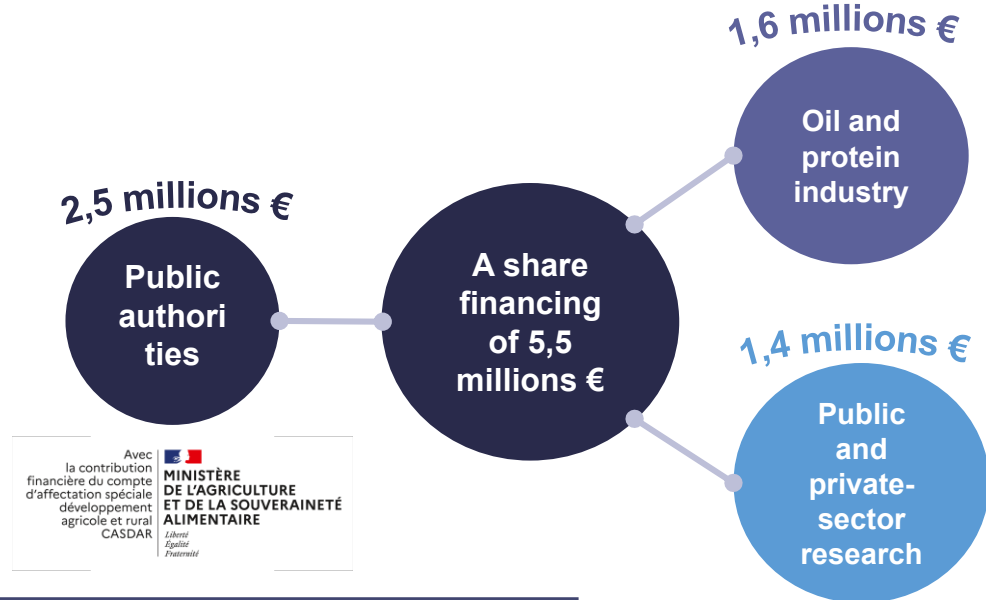 2,5 millions €
Public
authori
ties
A share
financing
of 5,5
millions €
1,6 millions €
Oil and
protein
industry
1,4 millions €
Public
and
private-
sector
research
Avec
la contribution
financière du compte
d'affectation spéciale
développement
agricole et rural
CASDAR
MINISTÈRE
DE L'AGRICULTURE
ET DE LA SOUVERAINETÉ
ALIMENTAIRE
Liberté
Égalité
Fraternité